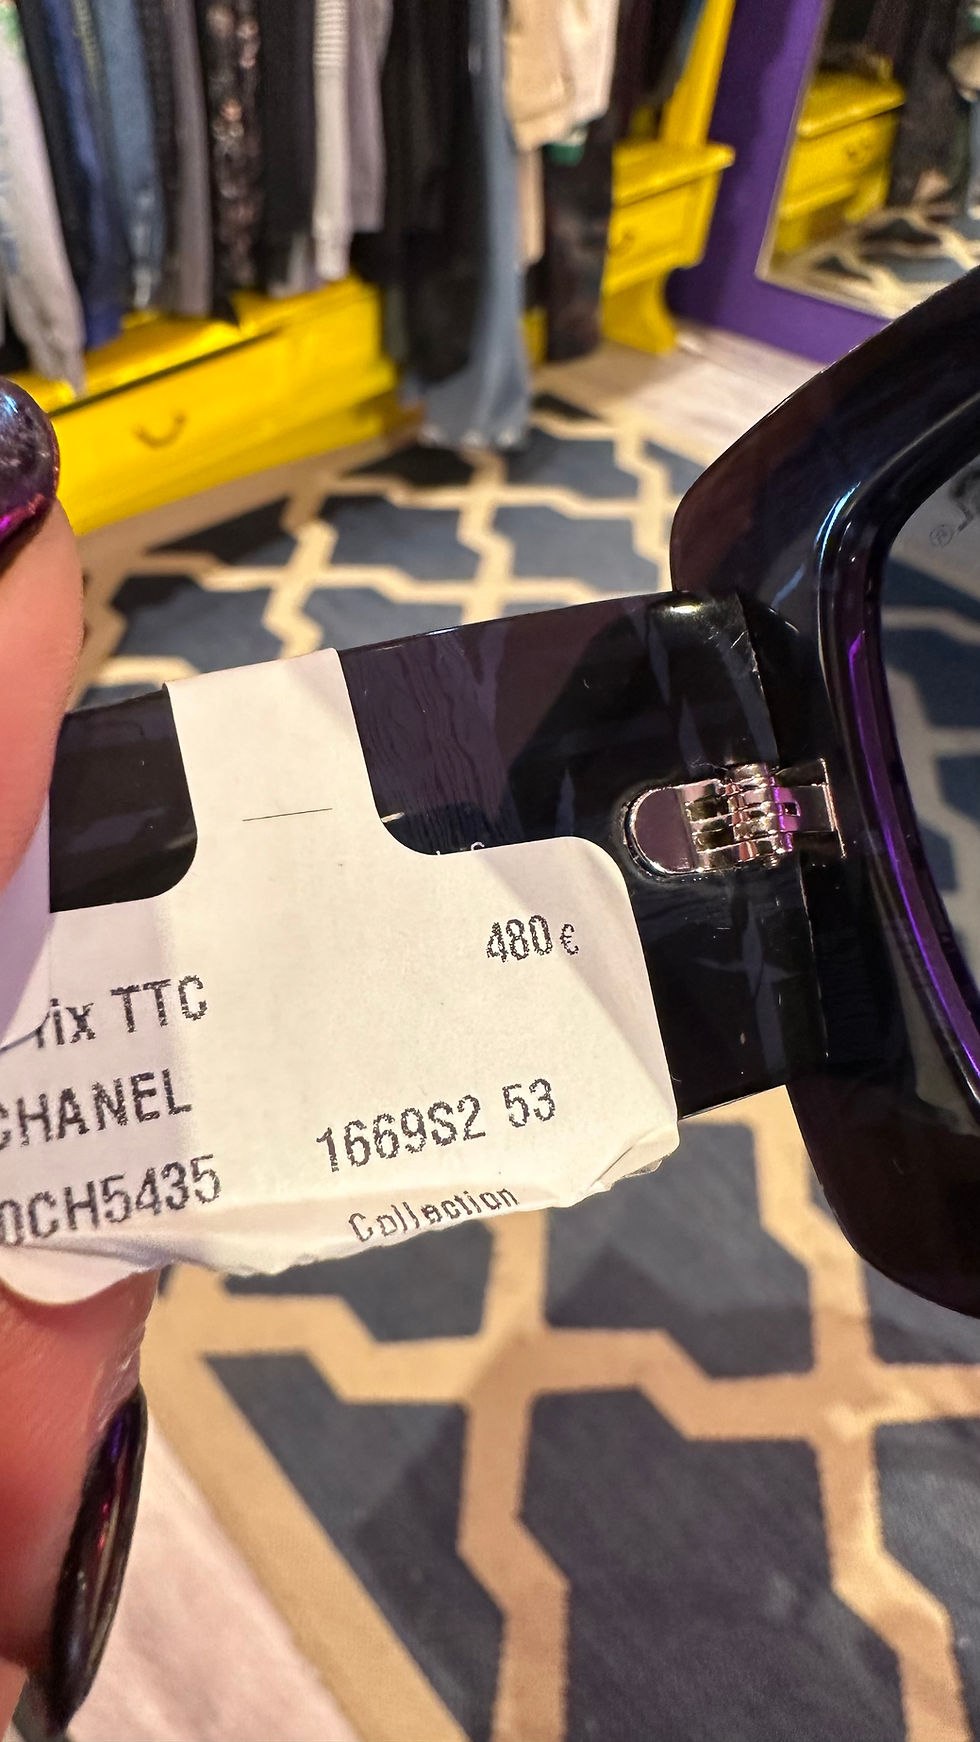 480 €
rix TTC
CHANEL
0CH5435 1669S2 53
Collection